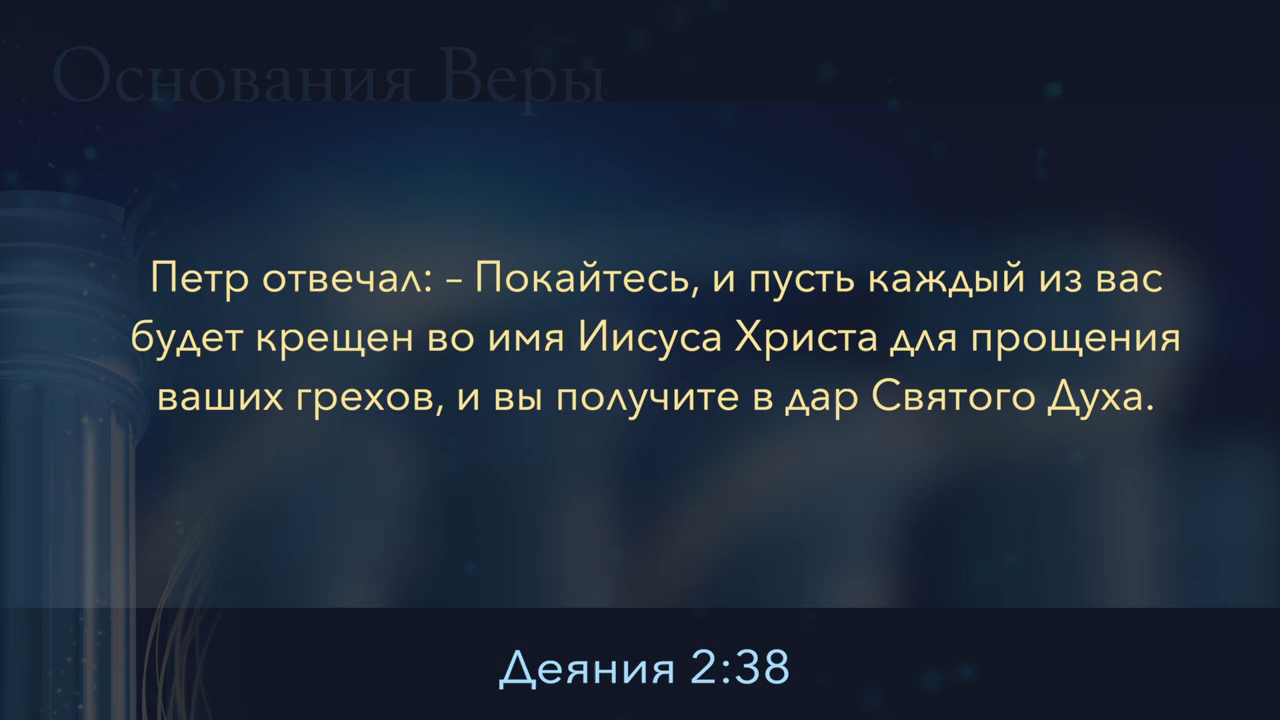 Основания Веры
Петр отвечал: – Покайтесь, и пусть каждый из вас
будет крещен во имя Иисуса Христа для прощения
ваших грехов, и вы получите в дар Святого Духа.
Деяния 2:38